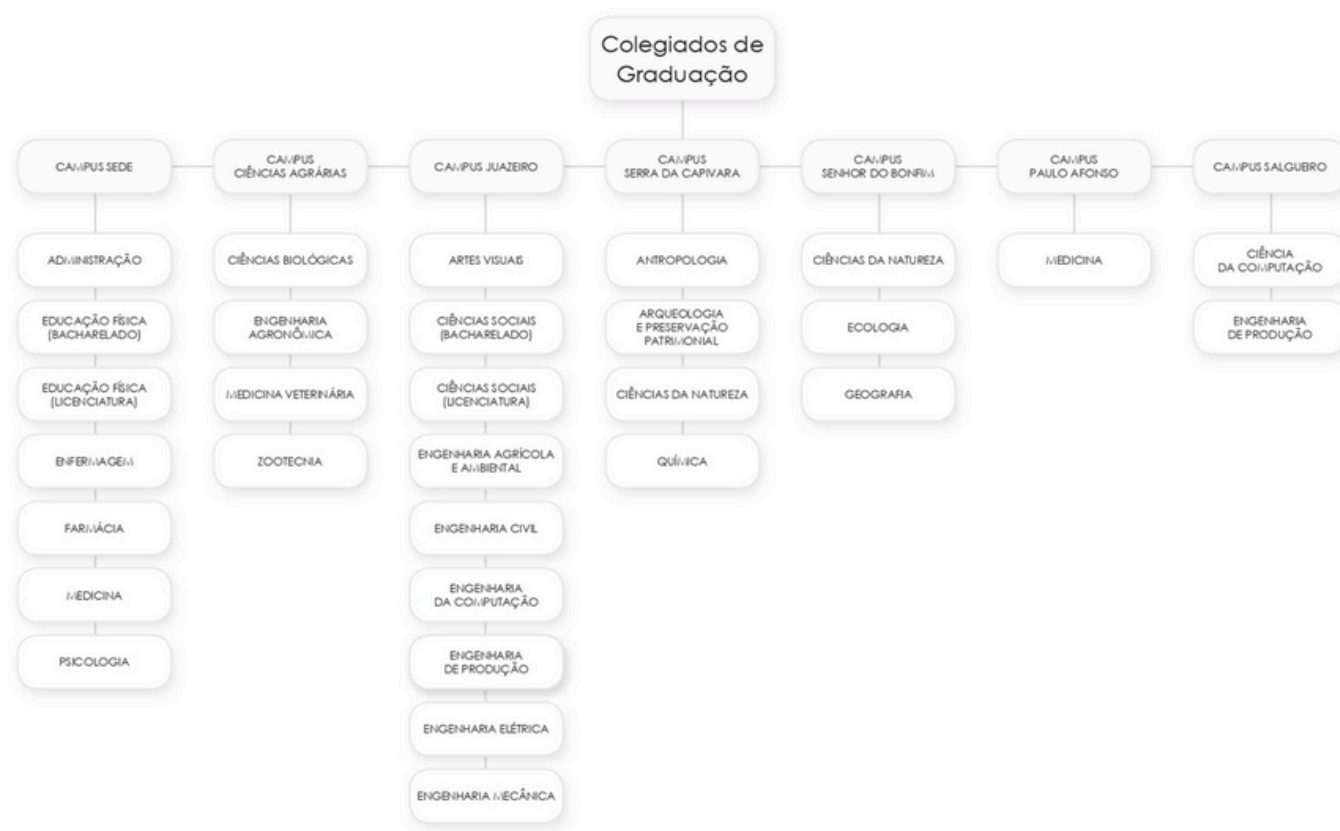 Colegiados de
Graduação
CAMPUS SEDE
ADMINISTRAÇÃO
EDUCAÇÃO FÍSICA
(BACHARELADO)
EDUCAÇÃO FÍSICA
(LICENCIATURA)
ENFERMAGEM
FARMÁCIA
MEDICINA
PSICOLOGIA
CAMPUS
CIÊNCIAS AGRÁRIAS
CIÊNCIAS BIOLÓGICAS
ENGENHARIA
AGRONÔMICA
MEDICINA VETERINÁRIA
ZOOTECNIA
CAMPUS JUAZEIRO
ARTES VISUAIS
CIÊNCIAS SOCIAIS
(BACHARELADO)
CIÊNCIAS SOCIAIS
(LICENCIATURA)
ENGENHARIA AGRÍCOLA
E AMBIENTAL
ENGENHARIA CIVIL
ENGENHARIA
DA COMPUTAÇÃO
ENGENHARIA
DE PRODUÇÃO
ENGENHARIA ELÉTRICA
ENGENHARIA MECÂNICA
CAMPUS
SERRA DA CAPIVARA
ANTROPOLOGIA
ARQUEOLOGIA
E PRESERVAÇÃO
PATRIMONIAL
CIÊNCIAS DA NATUREZA
QUÍMICA
CAMPUS
SENHOR DO BONFIM
CIÊNCIAS DA NATUREZA
ECOLOGIA
GEOGRAFIA
CAMPUS
PAULO AFONSO
MEDICINA
CAMPUS SALGUEIRO
CIÊNCIA
DA COMPUTAÇÃO
ENGENHARIA
DE PRODUÇÃO